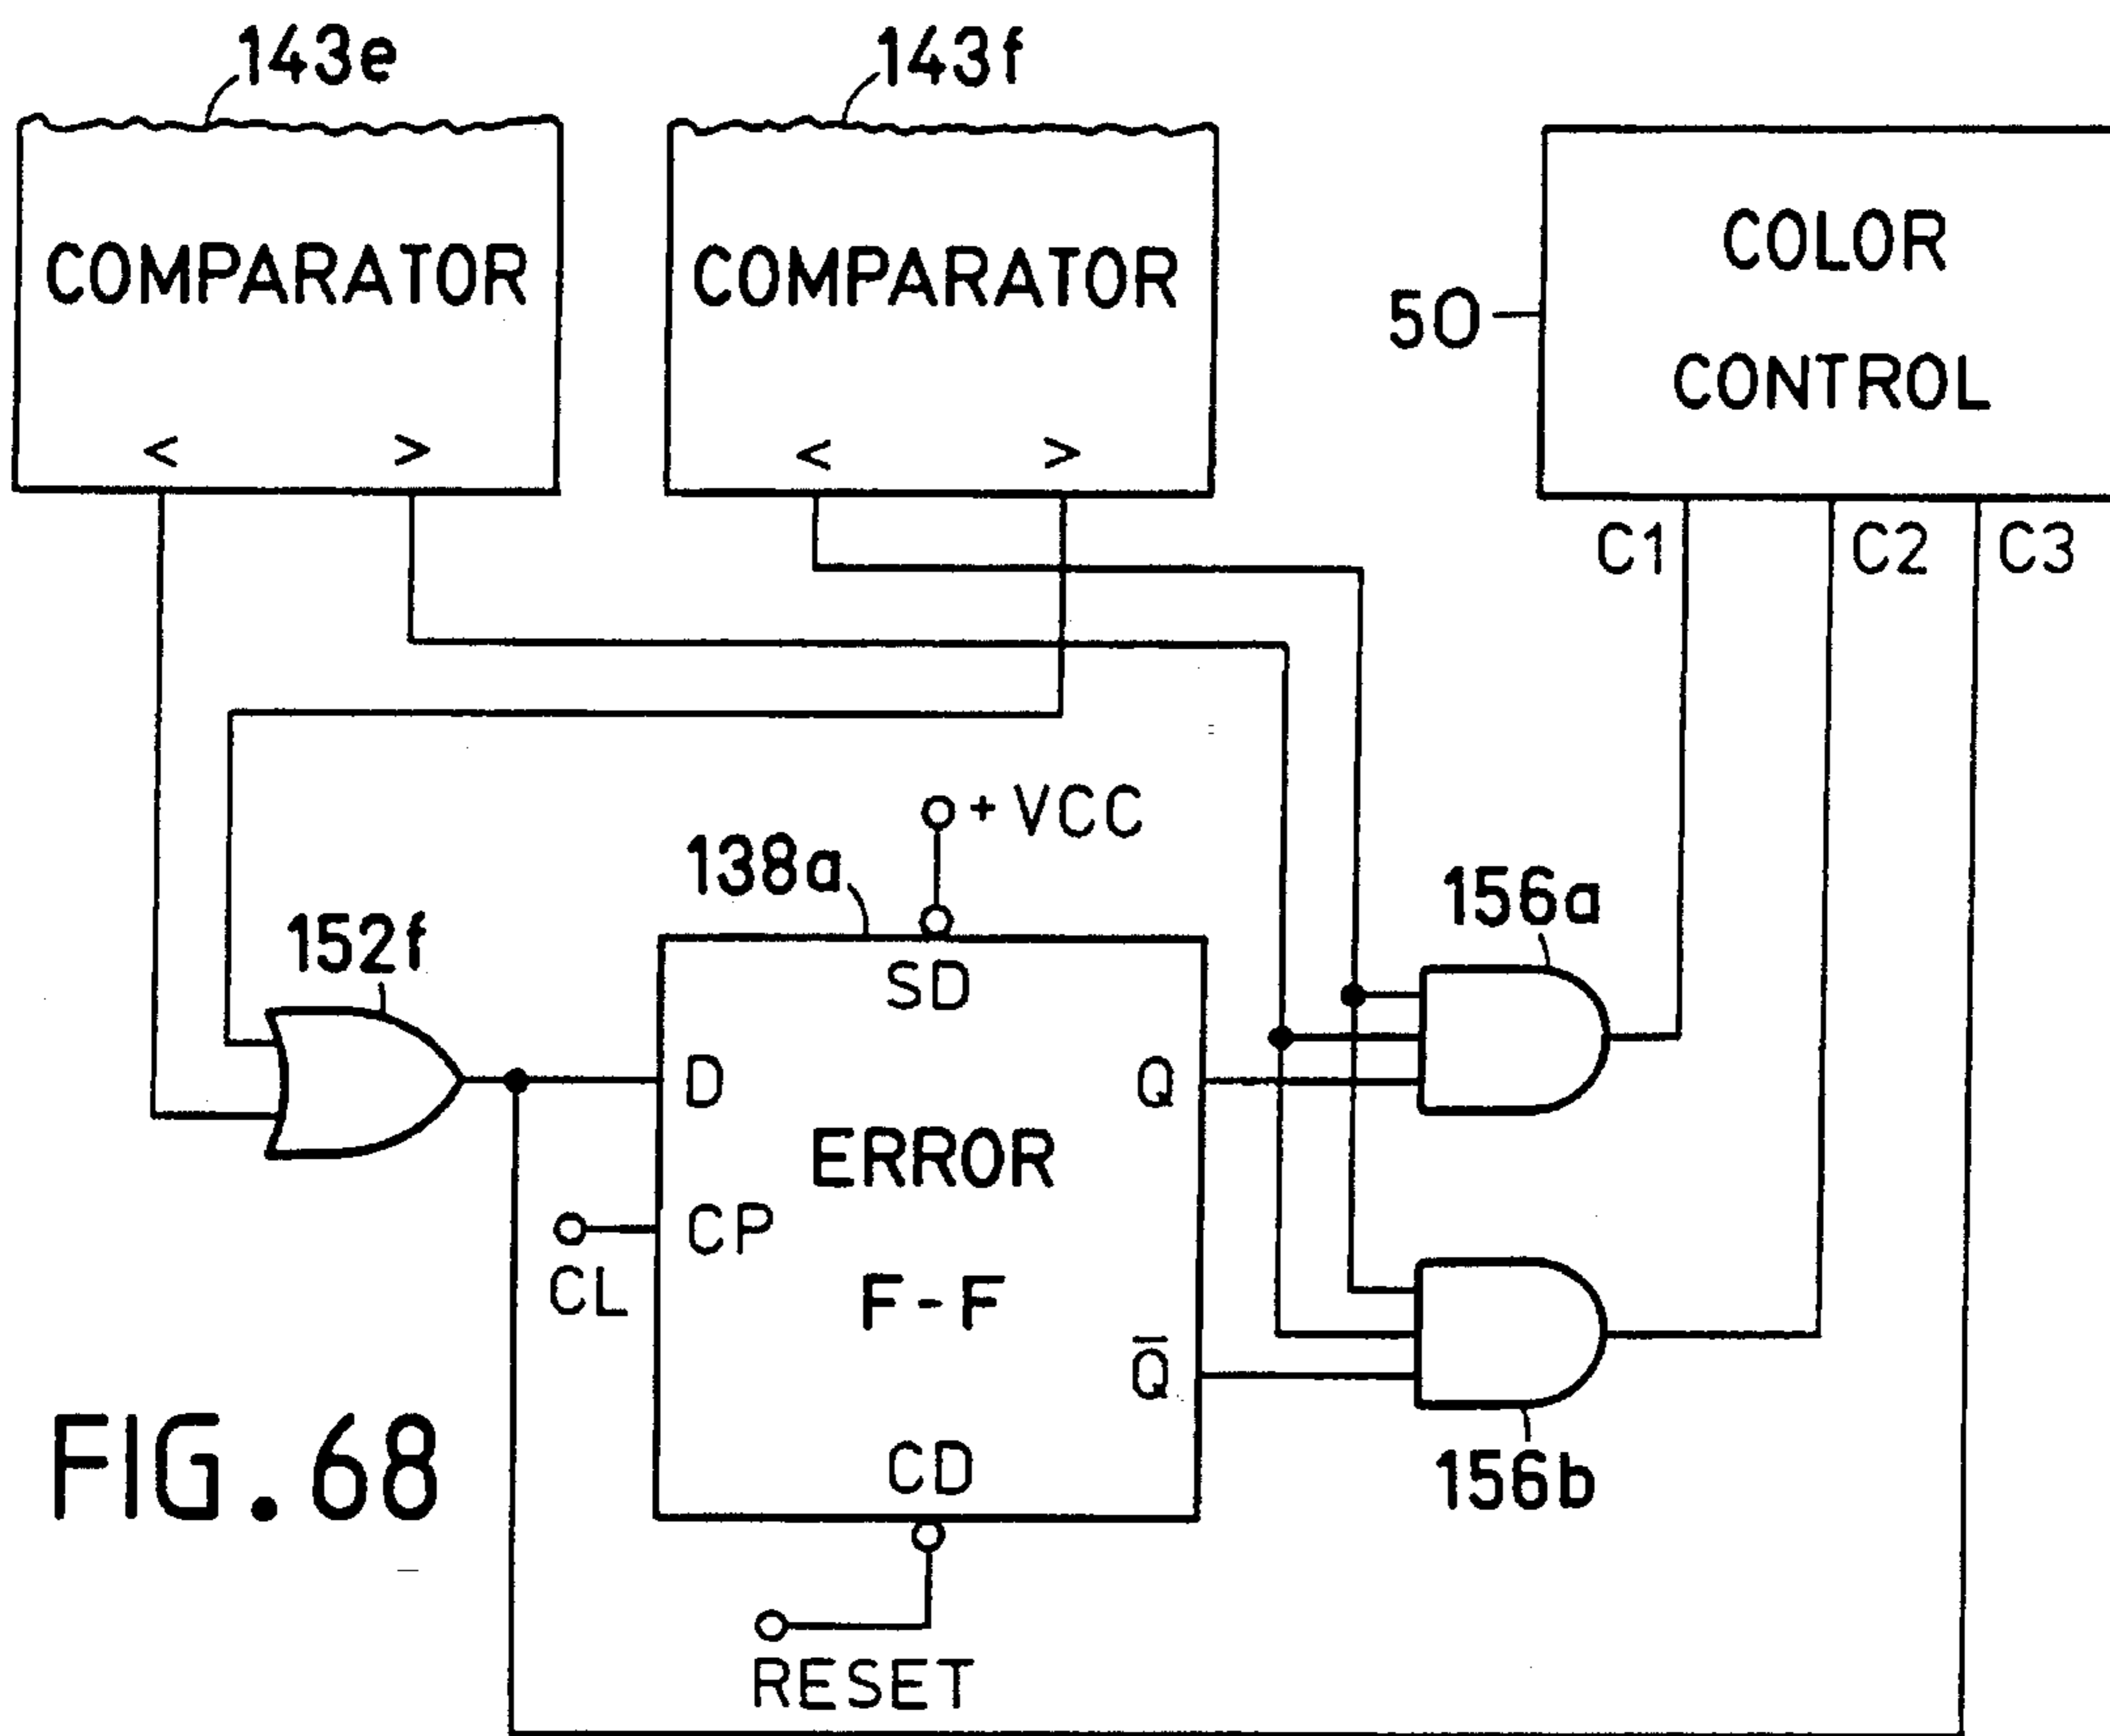 143e
143f
COMPARATOR
< >
COMPARATOR
< >
COLOR
CONTROL
50
C1 C2 C3
+ VCC
138a
152f
156a
SD
D
Q
ERROR
CP
CL
F-F
Q̅
CD
156b
RESET
FIG. 68